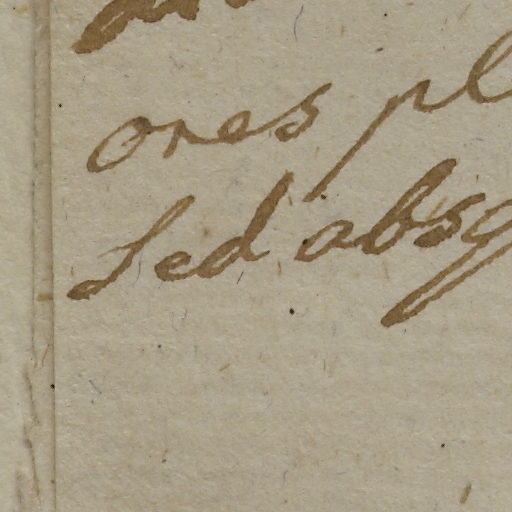 ores pl
Sed absq